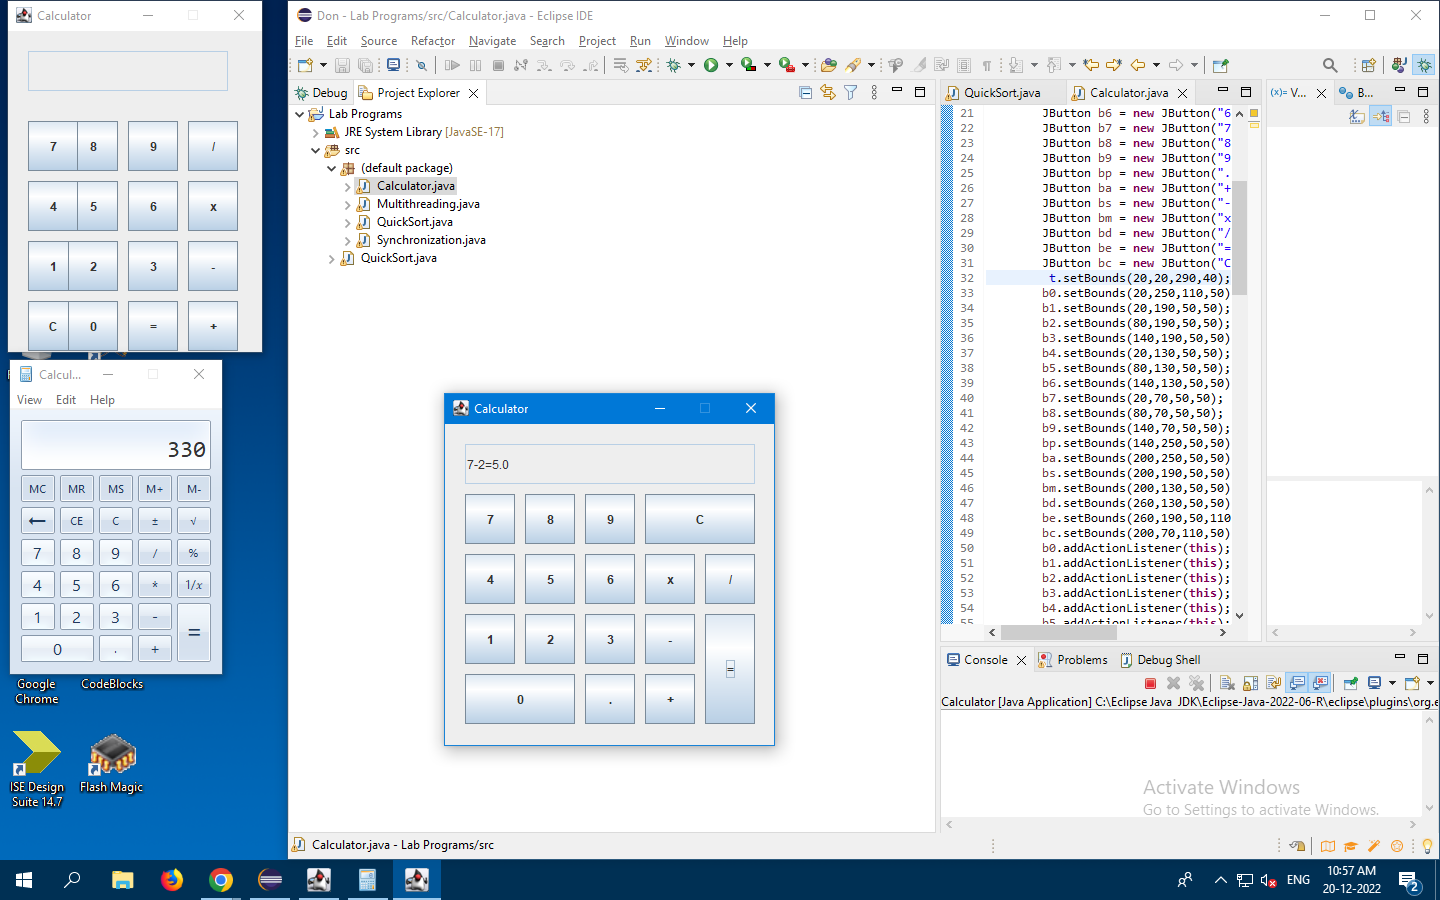 Calculator
7 8 9 /
4 5 6 x
1 2 3 -
C 0 = +
Calcul...
View Edit Help
330
MC MR MS M+ M-
← CE C ± √
7 8 9 / %
4 5 6 * 1/x
1 2 3 - =
0 . +
Google
Chrome
CodeBlocks
ISE Design
Suite 14.7
Flash Magic
Don - Lab Programs/src/Calculator.java - Eclipse IDE
File Edit Source Refactor Navigate Search Project Run Window Help
Debug Project Explorer
Lab Programs
JRE System Library [JavaSE-17]
src
(default package)
Calculator.java
Multithreading.java
QuickSort.java
Synchronization.java
QuickSort.java
Calculator
7-2=5.0
7 8 9 C
4 5 6 x /
1 2 3 - =
0 . +
QuickSort.java Calculator.java
21 JButton b6 = new JButton("6
22 JButton b7 = new JButton("7
23 JButton b8 = new JButton("8
24 JButton b9 = new JButton("9
25 JButton bp = new JButton(".
26 JButton ba = new JButton("+
27 JButton bs = new JButton("-
28 JButton bm = new JButton("x
29 JButton bd = new JButton("/
30 JButton be = new JButton("=
31 JButton bc = new JButton("C
32 t.setBounds(20,20,290,40);
33 b0.setBounds(20,250,110,50)
34 b1.setBounds(20,190,50,50);
35 b2.setBounds(80,190,50,50);
36 b3.setBounds(140,190,50,50)
37 b4.setBounds(20,130,50,50);
38 b5.setBounds(80,130,50,50);
39 b6.setBounds(140,130,50,50)
40 b7.setBounds(20,70,50,50);
41 b8.setBounds(80,70,50,50);
42 b9.setBounds(140,70,50,50);
43 bp.setBounds(140,250,50,50)
44 ba.setBounds(200,250,50,50)
45 bs.setBounds(200,190,50,50)
46 bm.setBounds(200,130,50,50)
47 bd.setBounds(260,130,50,50)
48 be.setBounds(260,190,50,110
49 bc.setBounds(200,70,110,50)
50 b0.addActionListener(this);
51 b1.addActionListener(this);
52 b2.addActionListener(this);
53 b3.addActionListener(this);
54 b4.addActionListener(this);
55 b5.addActionListener(this);
(x)= V... B...
Console Problems Debug Shell
Calculator [Java Application] C:\Eclipse Java JDK\Eclipse-Java-2022-06-R\eclipse\plugins\org.e
Activate Windows
Go to Settings to activate Windows.
Calculator.java - Lab Programs/src
ENG
10:57 AM
20-12-2022
2